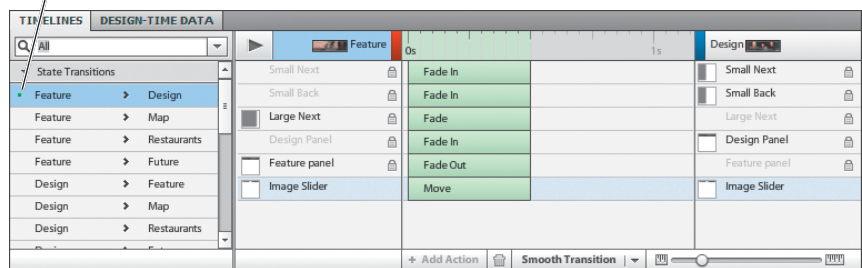 TIMELINES DESIGN-TIME DATA
All
Feature
0s
1s
Design
State Transitions
Small Next
Fade In
Small Next
Feature > Design
Small Back
Fade In
Small Back
Feature > Map
Large Next
Fade
Large Next
Feature > Restaurants
Design Panel
Fade In
Design Panel
Feature > Future
Feature panel
Fade Out
Feature panel
Design > Feature
Image Slider
Move
Image Slider
Design > Map
Design > Restaurants
+ Add Action
Smooth Transition